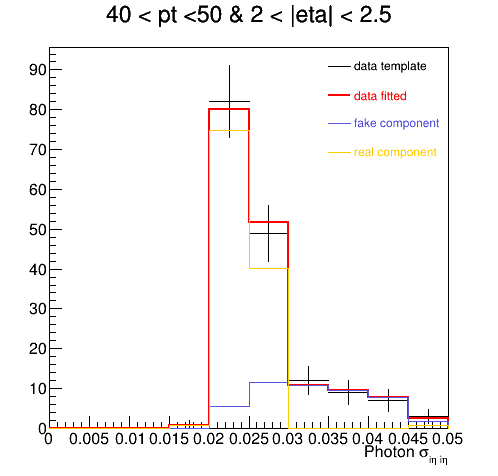 40 < pt <50 & 2 < |eta| < 2.5
data template
data fitted
fake component
real component
90
80
70
60
50
40
30
20
10
0
0 0.005 0.01 0.015 0.02 0.025 0.03 0.035 0.04 0.045 0.05
Photon σ iη iη